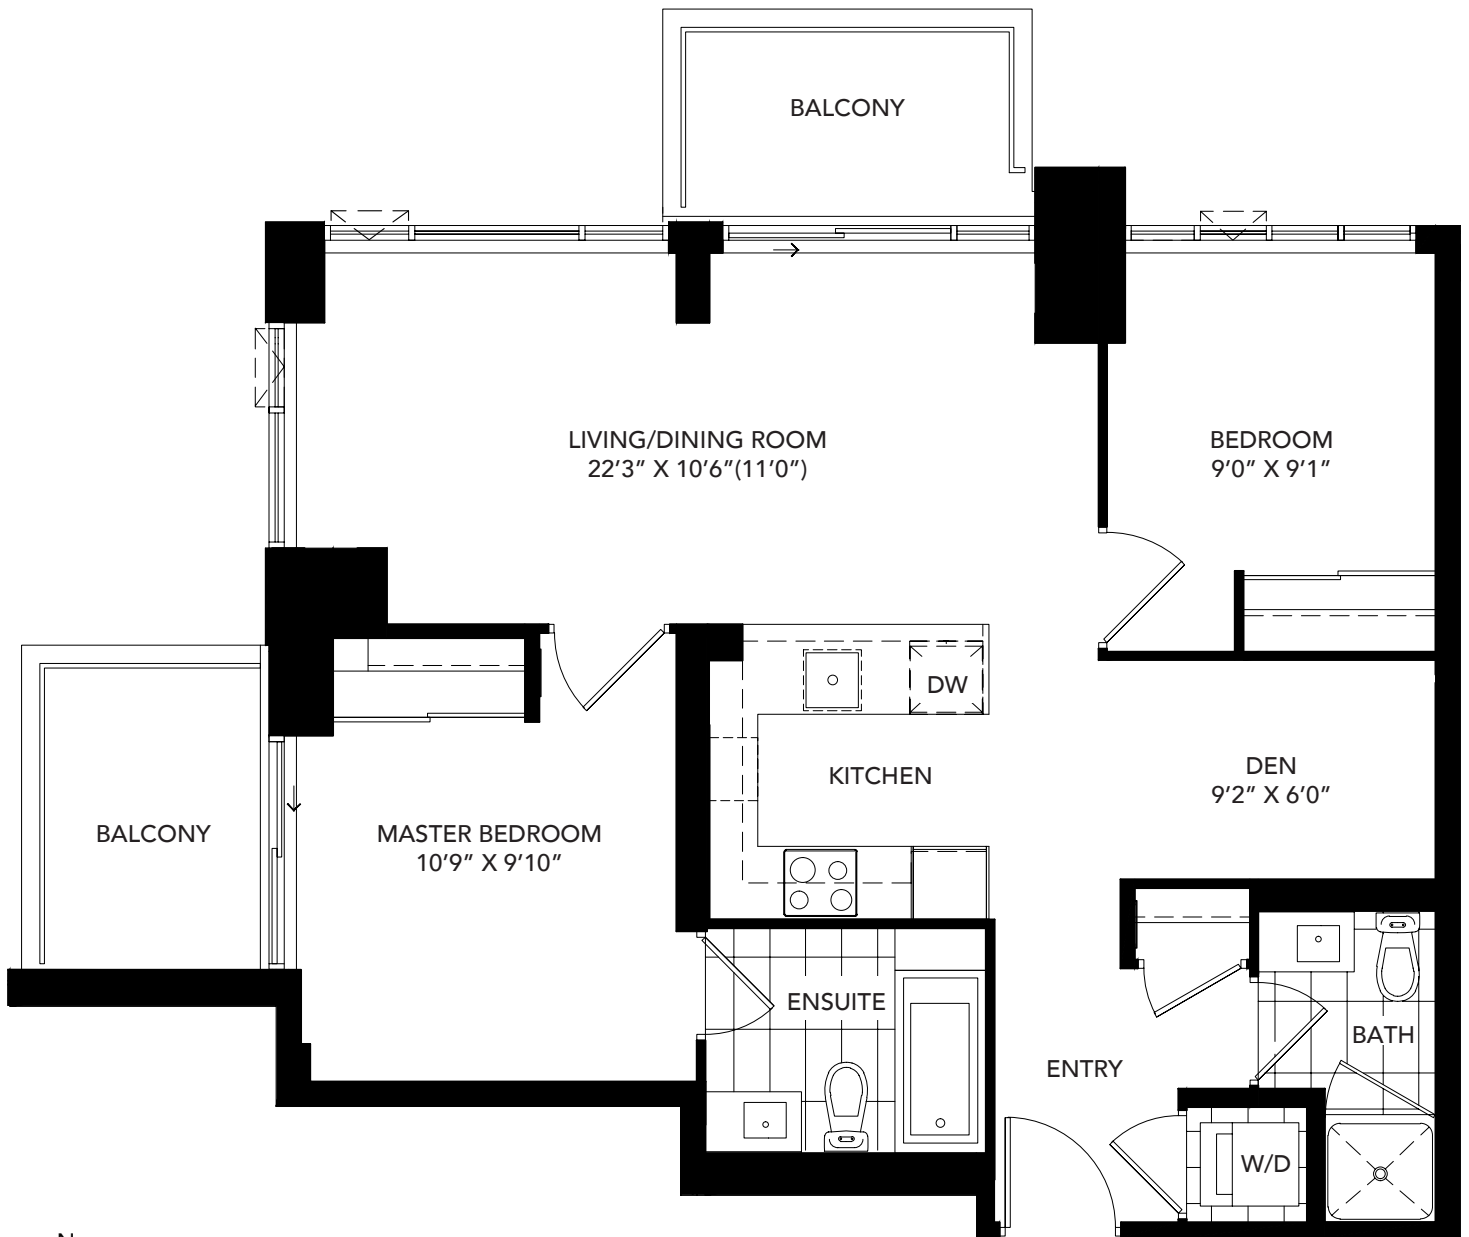 BALCONY
LIVING/DINING ROOM
22'3" X 10'6"(11'0")
BEDROOM
9'0" X 9'1"
DW
KITCHEN
DEN
9'2" X 6'0"
BALCONY
MASTER BEDROOM
10'9" X 9'10"
ENSUITE
BATH
ENTRY
W/D
N